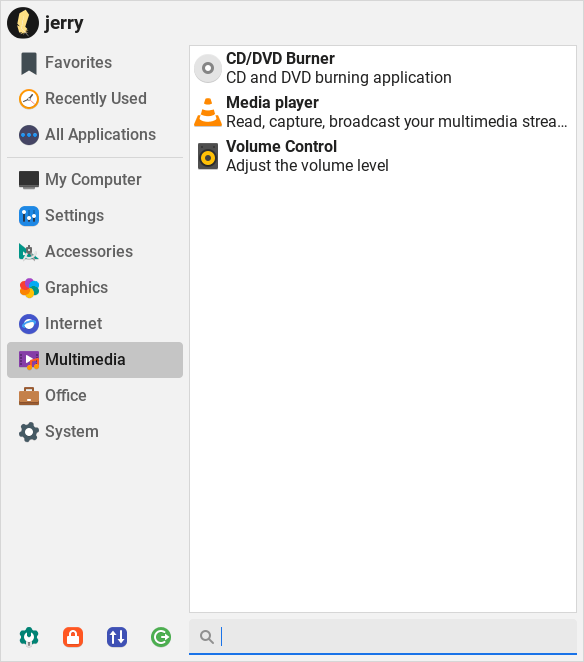 jerry
Favorites
Recently Used
All Applications
My Computer
Settings
Accessories
Graphics
Internet
Multimedia
Office
System
CD/DVD Burner
CD and DVD burning application
Media player
Read, capture, broadcast your multimedia strea...
Volume Control
Adjust the volume level